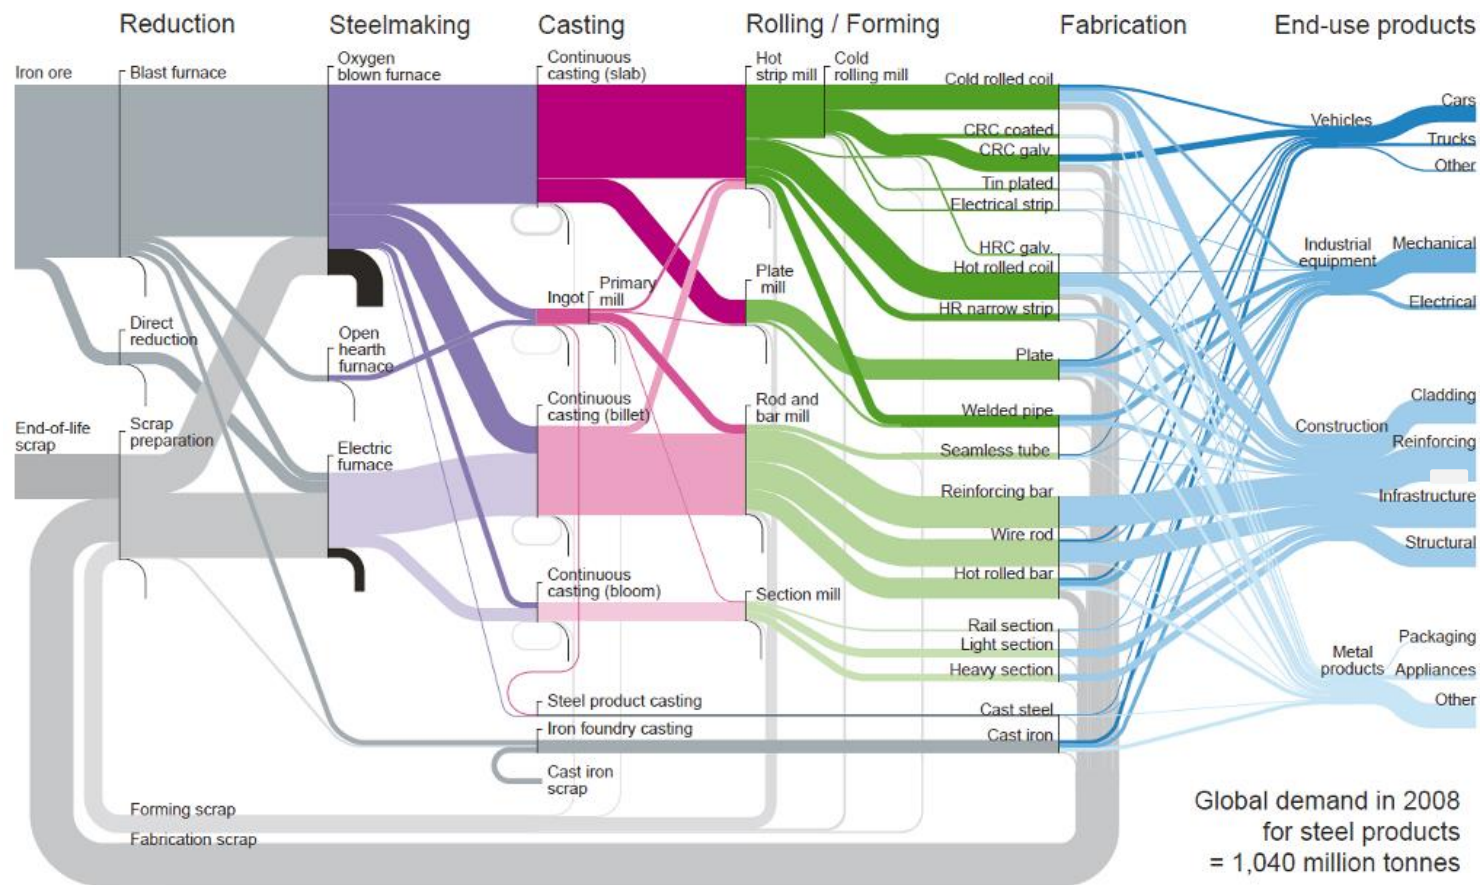 Reduction
Steelmaking
Casting
Rolling / Forming
Fabrication
End-use products
Iron ore
Blast furnace
Oxygen
blown furnace
Continuous
casting (slab)
Hot
strip mill
Cold
rolling mill
Cold rolled coil
CRC coated
CRC galv.
Tin plated
Electrical strip
HRC galv.
Hot rolled coil
HR narrow strip
Plate
Welded pipe
Seamless tube
Reinforcing bar
Wire rod
Hot rolled bar
Rail section
Light section
Heavy section
Cast steel
Cast iron
Vehicles
Cars
Trucks
Other
Industrial
equipment
Mechanical
Electrical
Construction
Cladding
Reinforcing
Infrastructure
Structural
Metal
products
Packaging
Appliances
Other
Direct
reduction
Open
hearth
furnace
Ingot
Primary
mill
Plate
mill
End-of-life
scrap
Scrap
preparation
Electric
furnace
Continuous
casting (billet)
Rod and
bar mill
Continuous
casting (bloom)
Section mill
Steel product casting
Iron foundry casting
Cast iron
scrap
Forming scrap
Fabrication scrap
Global demand in 2008
for steel products
= 1,040 million tonnes